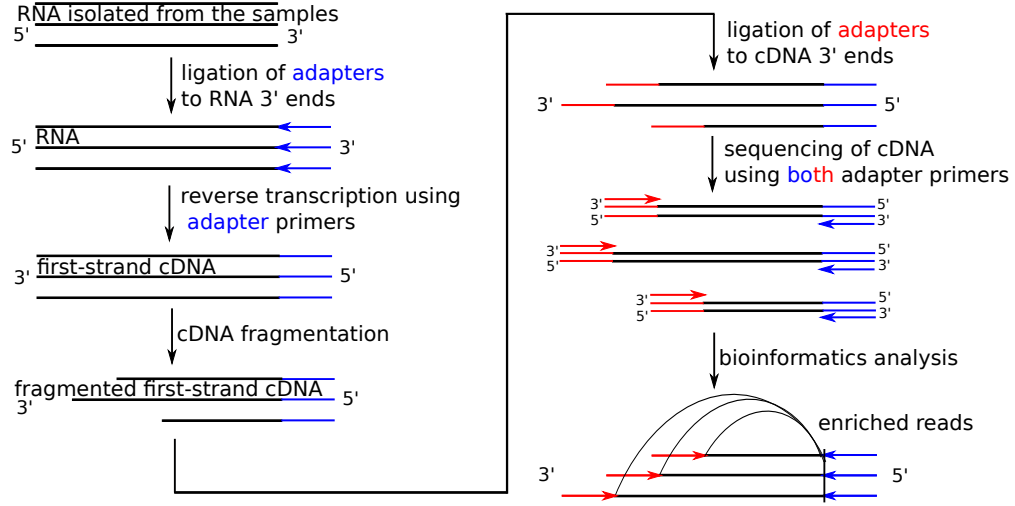 RNA isolated from the samples
5'
3'
ligation of adapters
to RNA 3' ends
5'
RNA
3'
reverse transcription using
adapter primers
3'
first-strand cDNA
5'
cDNA fragmentation
fragmented first-strand cDNA
3'
5'
ligation of adapters
to cDNA 3' ends
3'
5'
sequencing of cDNA
using both adapter primers
3'
5'
5'
3'
3'
5'
5'
3'
3'
5'
5'
3'
bioinformatics analysis
enriched reads
3'
5'